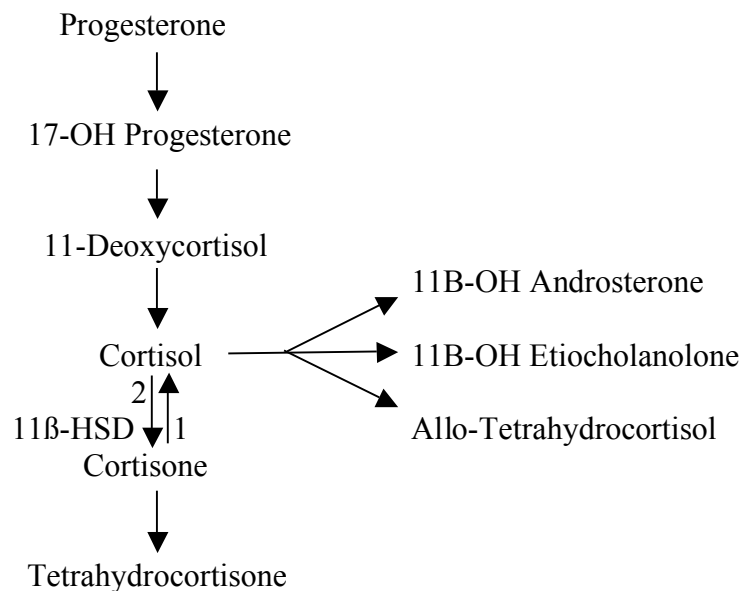 Progesterone
17-OH Progesterone
11-Deoxycortisol
11B-OH Androsterone
Cortisol
11B-OH Etiocholanolone
2
11ß-HSD
1
Allo-Tetrahydrocortisol
Cortisone
Tetrahydrocortisone